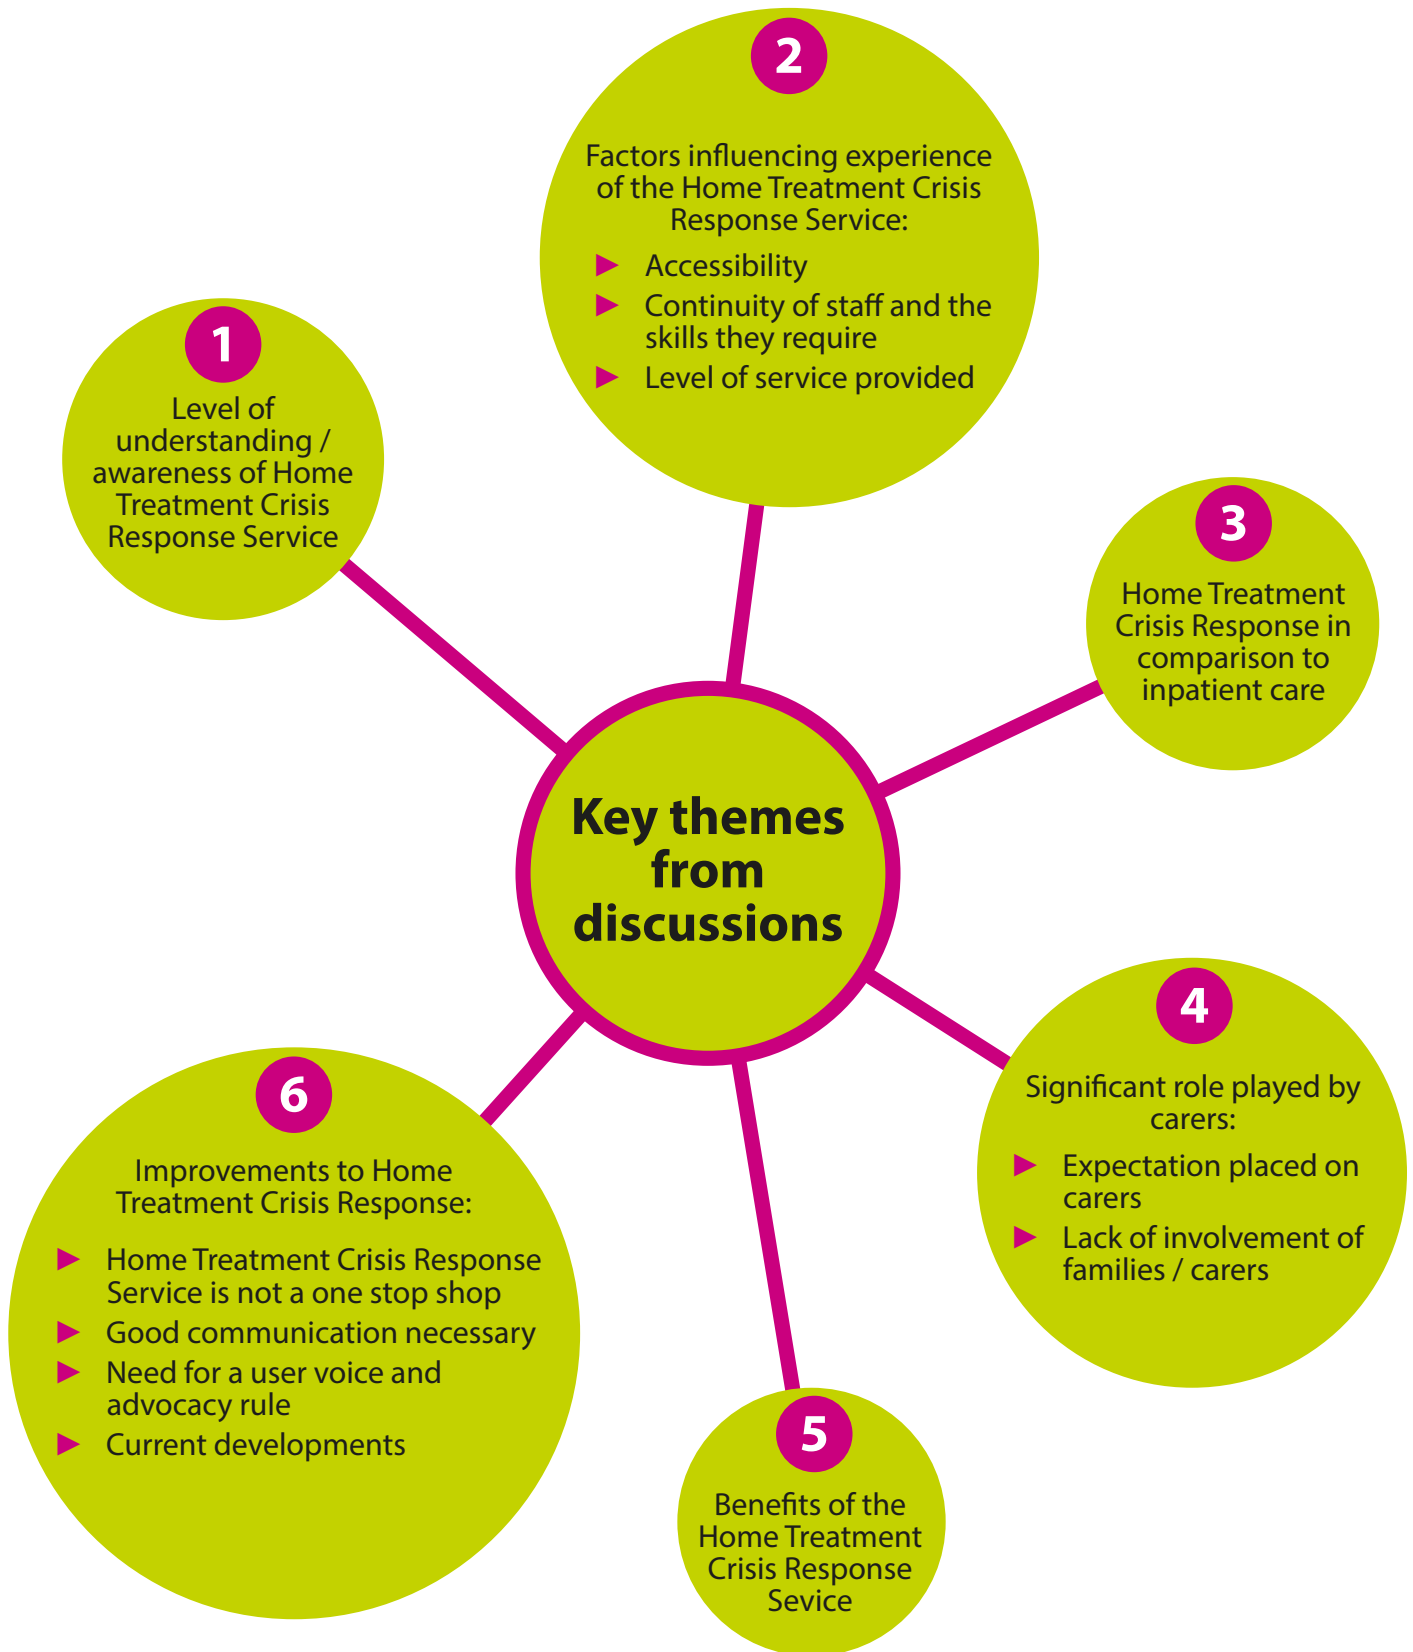 1
Level of
understanding /
awareness of Home
Treatment Crisis
Response Service
2
Factors influencing experience
of the Home Treatment Crisis
Response Service:
Accessibility
Continuity of staff and the
skills they require
Level of service provided
3
Home Treatment
Crisis Response in
comparison to
inpatient care
Key themes
from
discussions
4
Significant role played by
carers:
Expectation placed on
carers
Lack of involvement of
families / carers
5
Benefits of the
Home Treatment
Crisis Response
Sevice
6
Improvements to Home
Treatment Crisis Response:
Home Treatment Crisis Response
Service is not a one stop shop
Good communication necessary
Need for a user voice and
advocacy rule
Current developments